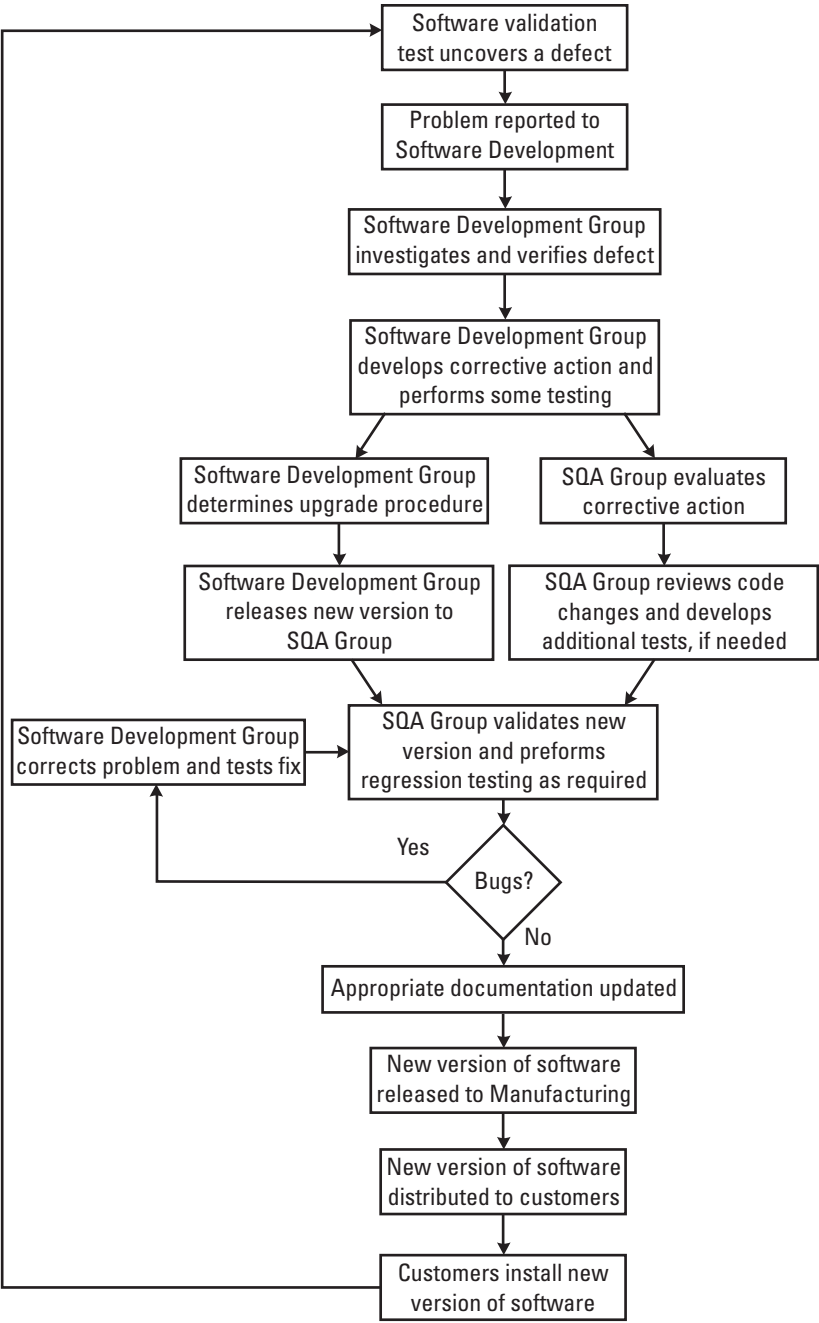 Software validation
test uncovers a defect
Problem reported to
Software Development
Software Development Group
investigates and verifies defect
Software Development Group
develops corrective action and
performs some testing
Software Development Group
determines upgrade procedure
SQA Group evaluates
corrective action
Software Development Group
releases new version to
SQA Group
SQA Group reviews code
changes and develops
additional tests, if needed
Software Development Group
corrects problem and tests fix
SQA Group validates new
version and preforms
regression testing as required
Yes
Bugs?
No
Appropriate documentation updated
New version of software
released to Manufacturing
New version of software
distributed to customers
Customers install new
version of software